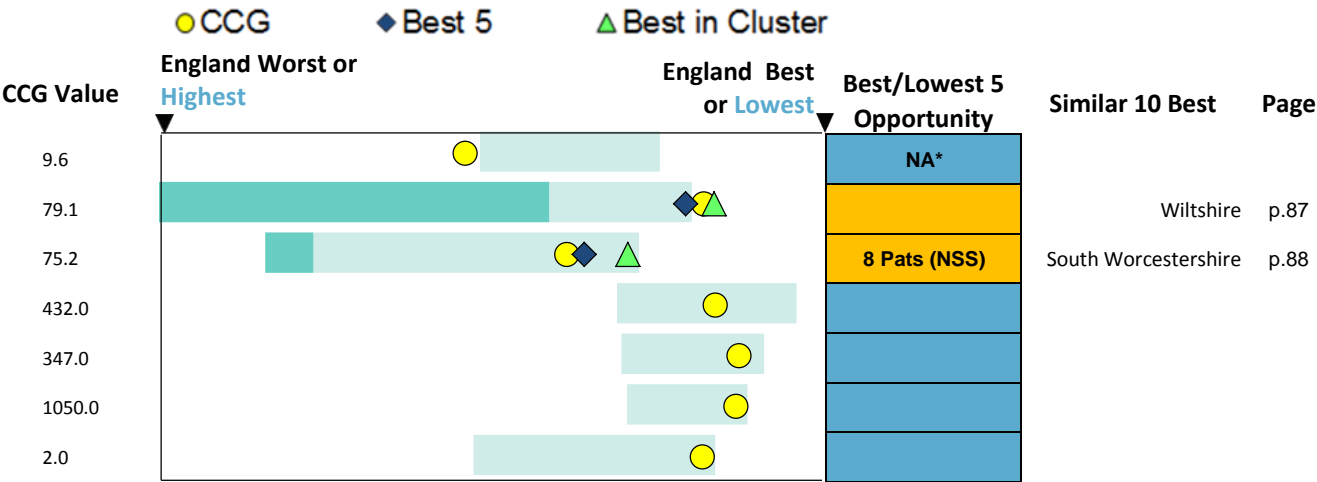 CCG Best 5 Best in Cluster
CCG Value
England Worst or
Highest
England Best
or Lowest
Best/Lowest 5
Opportunity
Similar 10 Best
Page
9.6 NA*
79.1 Wiltshire p.87
75.2 8 Pats (NSS) South Worcestershire p.88
432.0
347.0
1050.0
2.0